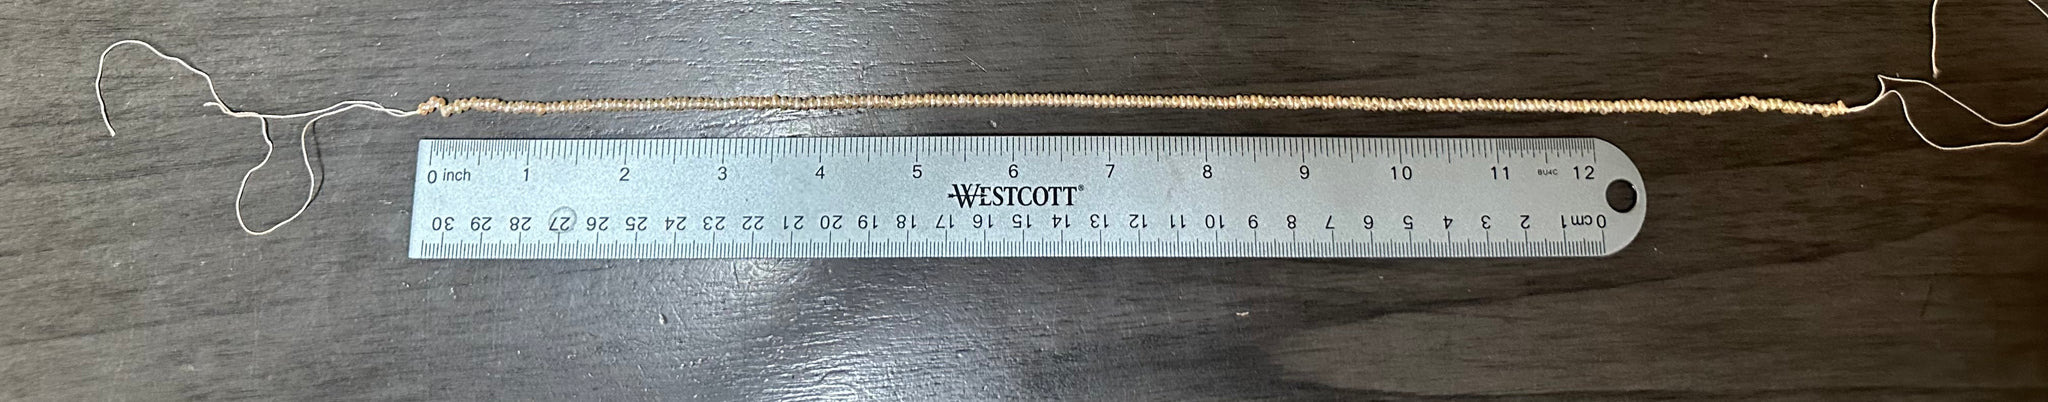 0 inch 1 2 3 4 5 6 7 8 9 10 11 8U4C 12
WESTCOTT®
30 29 28 27 26 25 24 23 22 21 20 19 18 17 16 15 14 13 12 11 10 9 8 7 6 5 4 3 2 1 0 cm